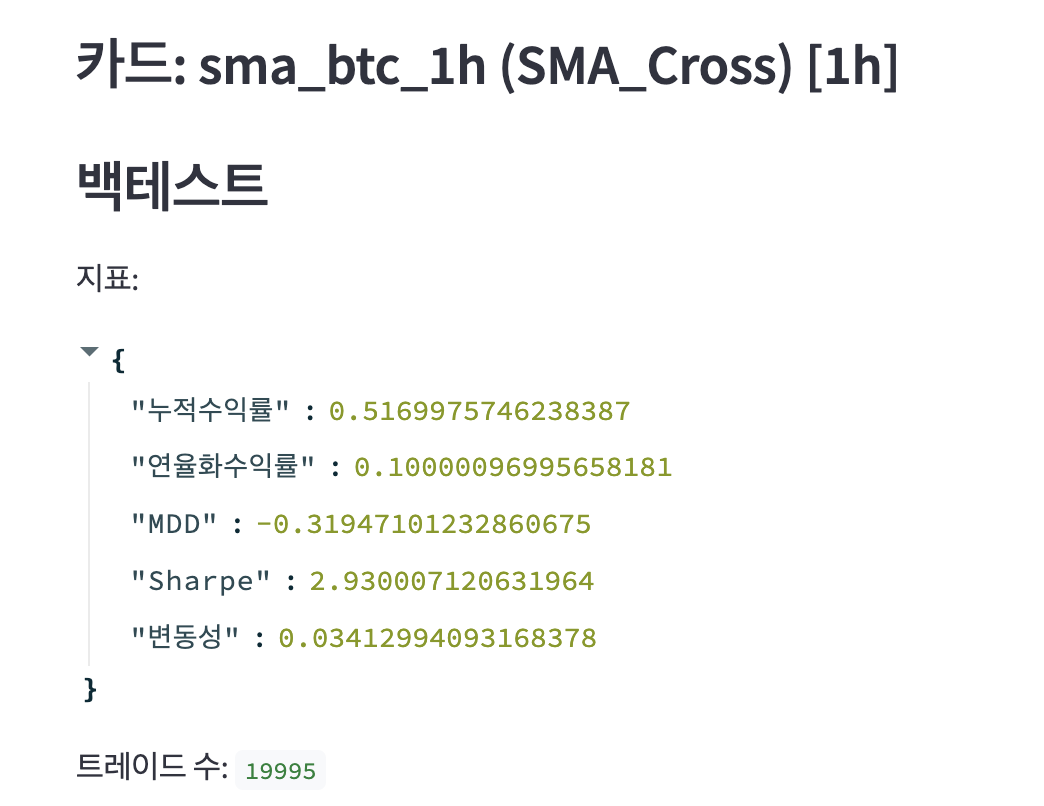 카드: sma_btc_1h (SMA_Cross) [1h]
백테스트
지표:
{
"누적수익률" : 0.5169975746238387
"연율화수익률" : 0.10000096995658181
"MDD" : -0.31947101232860675
"Sharpe" : 2.930007120631964
"변동성" : 0.03412994093168378
}
트레이드 수: 19995